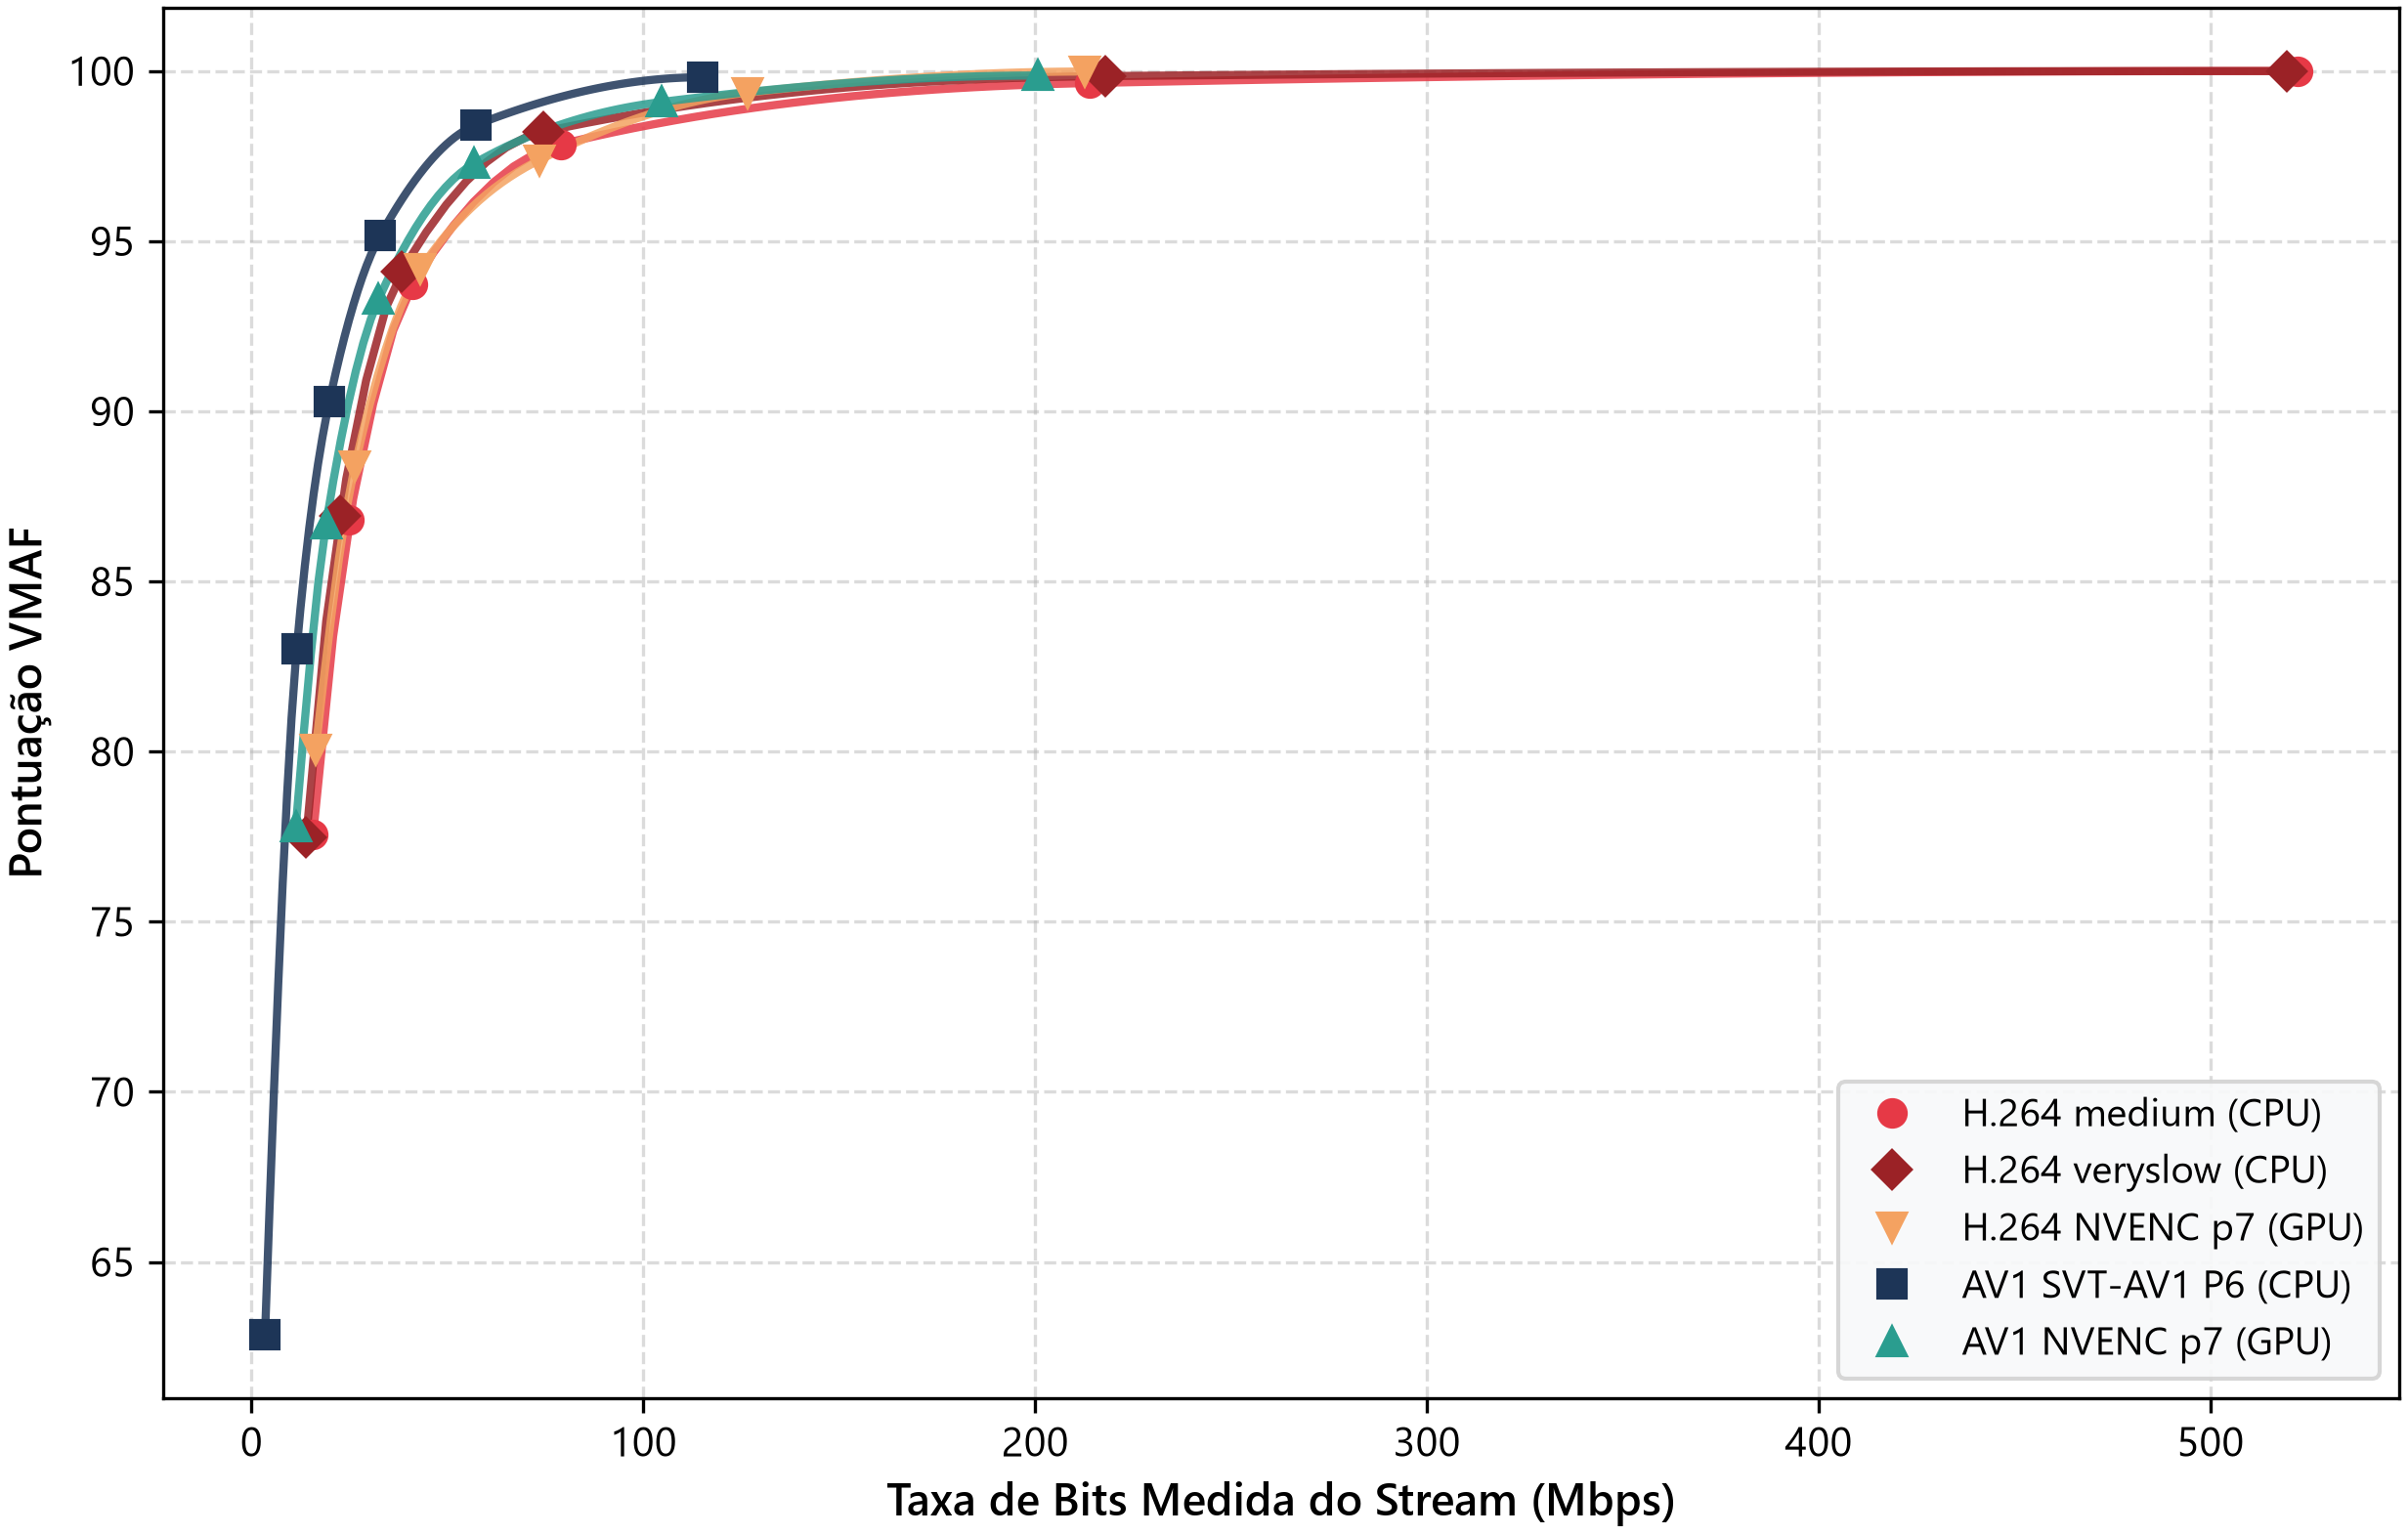 100
95
90
85
80
75
70
65
Pontuação VMAF
H.264 medium (CPU)
H.264 veryslow (CPU)
H.264 NVENC p7 (GPU)
AV1 SVT-AV1 P6 (CPU)
AV1 NVENC p7 (GPU)
0 100 200 300 400 500
Taxa de Bits Medida do Stream (Mbps)